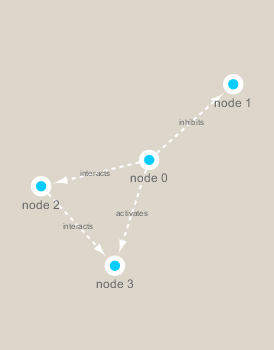 node 1
inhibits
interacts
node 0
node 2
activates
interacts
node 3